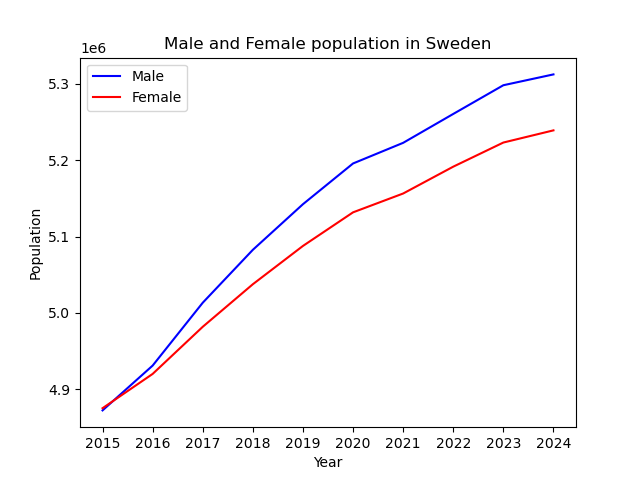 Male and Female population in Sweden
1e6
Male
Female
5.3
5.2
5.1
5.0
4.9
Population
2015 2016 2017 2018 2019 2020 2021 2022 2023 2024
Year